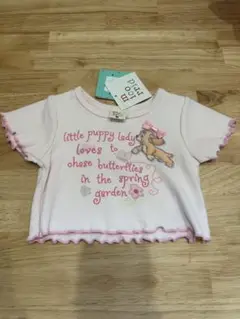 little puppy lady
loves to
chase butterflies
in the spring
garden